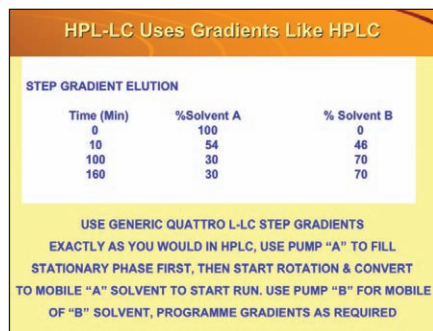 HPL-LC Uses Gradients Like HPLC
STEP GRADIENT ELUTION
Time (Min) %Solvent A % Solvent B
0 100 0
10 54 46
100 30 70
160 30 70
USE GENERIC QUATTRO L-LC STEP GRADIENTS
EXACTLY AS YOU WOULD IN HPLC, USE PUMP “A” TO FILL
STATIONARY PHASE FIRST, THEN START ROTATION & CONVERT
TO MOBILE “A” SOLVENT TO START RUN. USE PUMP “B” FOR MOBILE
OF “B” SOLVENT, PROGRAMME GRADIENTS AS REQUIRED